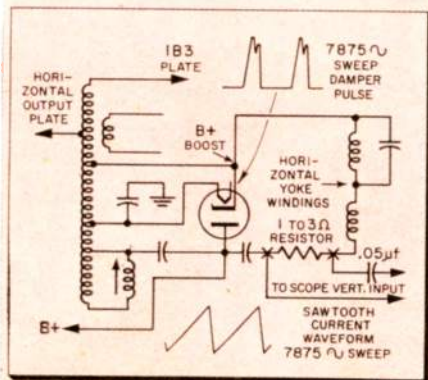 1B3
PLATE
HORI-
ZONTAL
OUTPUT
PLATE
7875 ∿
SWEEP
DAMPER
PULSE
B+
BOOST
HORI-
ZONTAL
YOKE
WINDINGS
1 TO 3Ω
RESISTOR
.05µf
TO SCOPE VERT. INPUT
B+
SAWTOOTH
CURRENT
WAVEFORM
7875 ∿ SWEEP